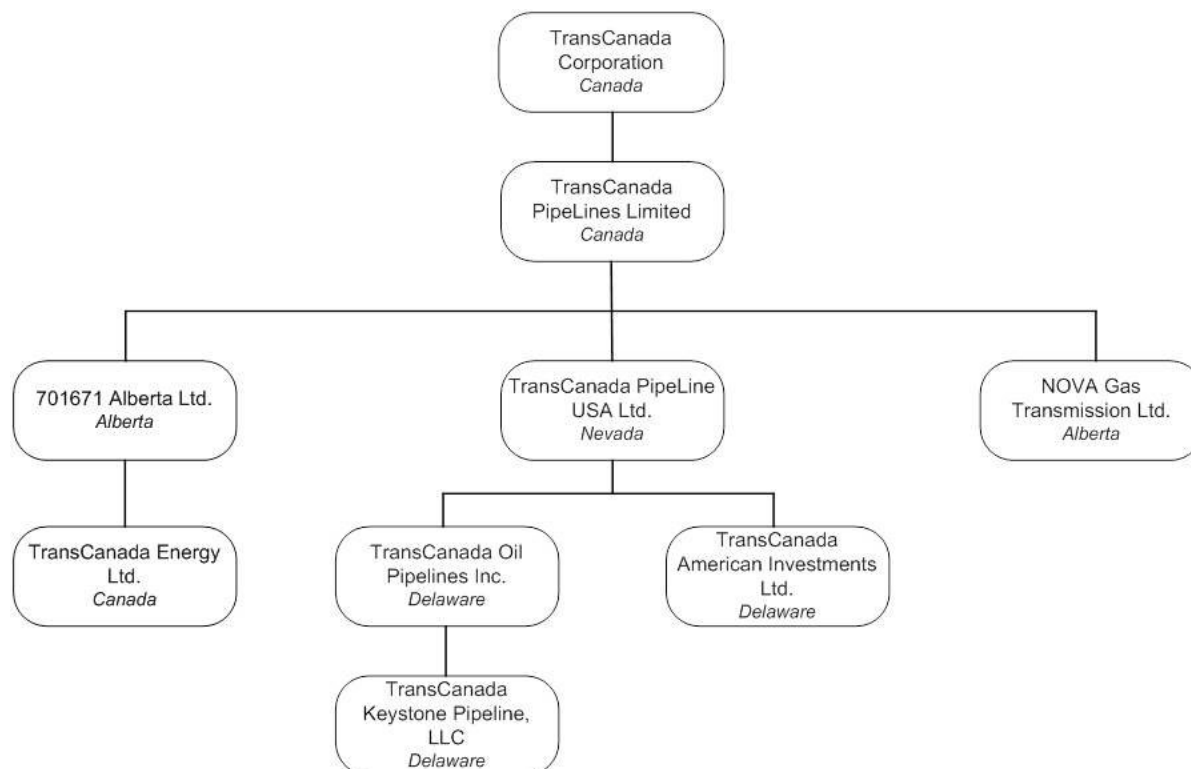 TransCanada
Corporation
Canada
TransCanada
PipeLines Limited
Canada
701671 Alberta Ltd.
Alberta
TransCanada PipeLine
USA Ltd.
Nevada
NOVA Gas
Transmission Ltd.
Alberta
TransCanada Energy
Ltd.
Canada
TransCanada Oil
Pipelines Inc.
Delaware
TransCanada
American Investments
Ltd.
Delaware
TransCanada
Keystone Pipeline,
LLC
Delaware